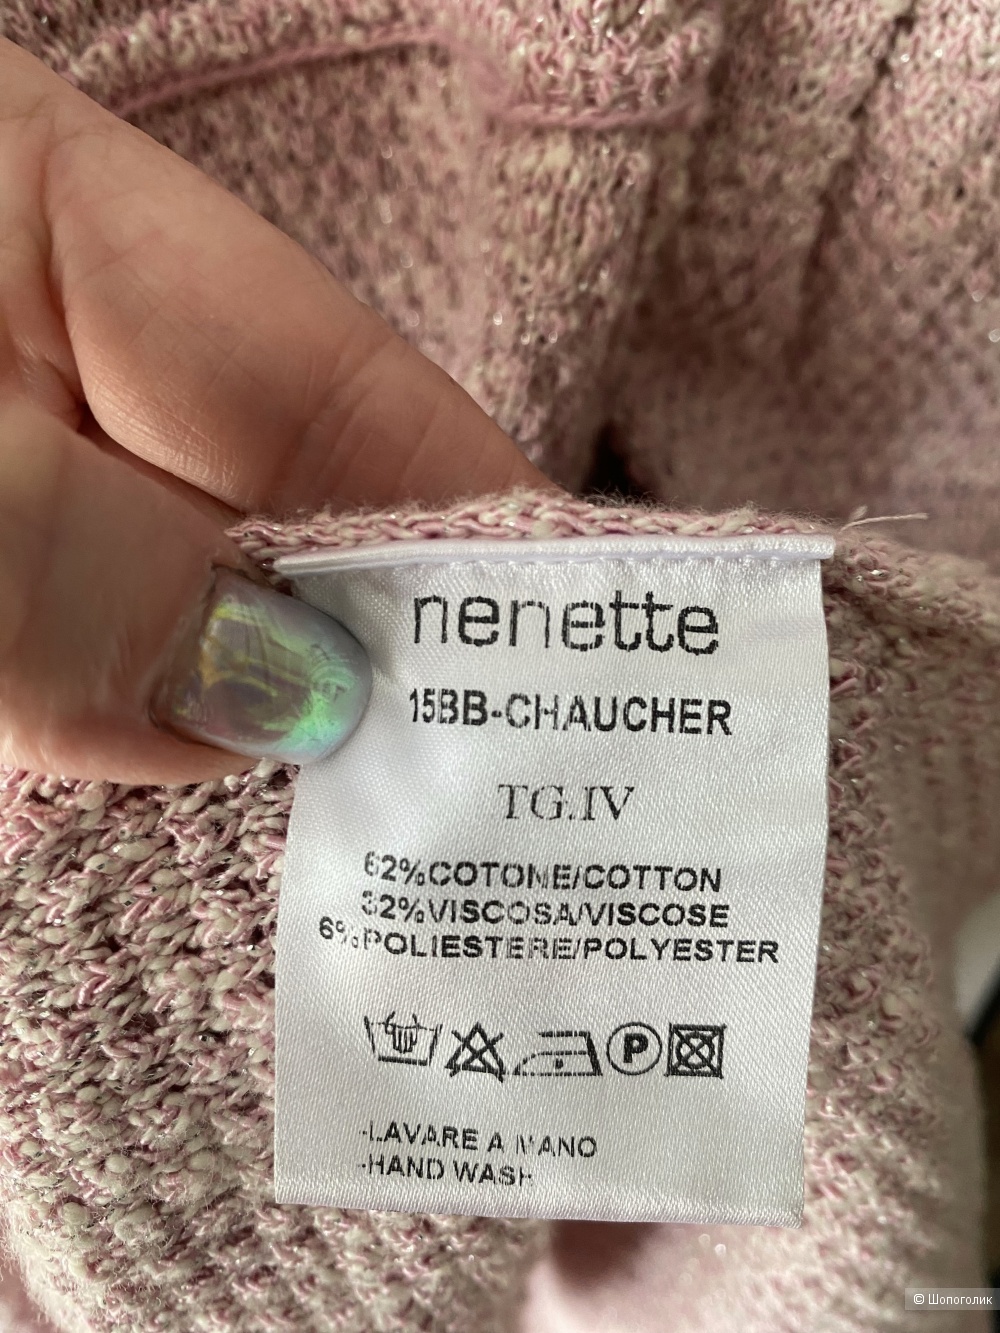 nenette
15BB-CHAUCHER
TG.IV
62%COTONE/COTTON
32%VISCOSA/VISCOSE
6%POLIESTERE/POLYESTER
P
-LAVARE A MANO
-HAND WASH
© Шопоголик